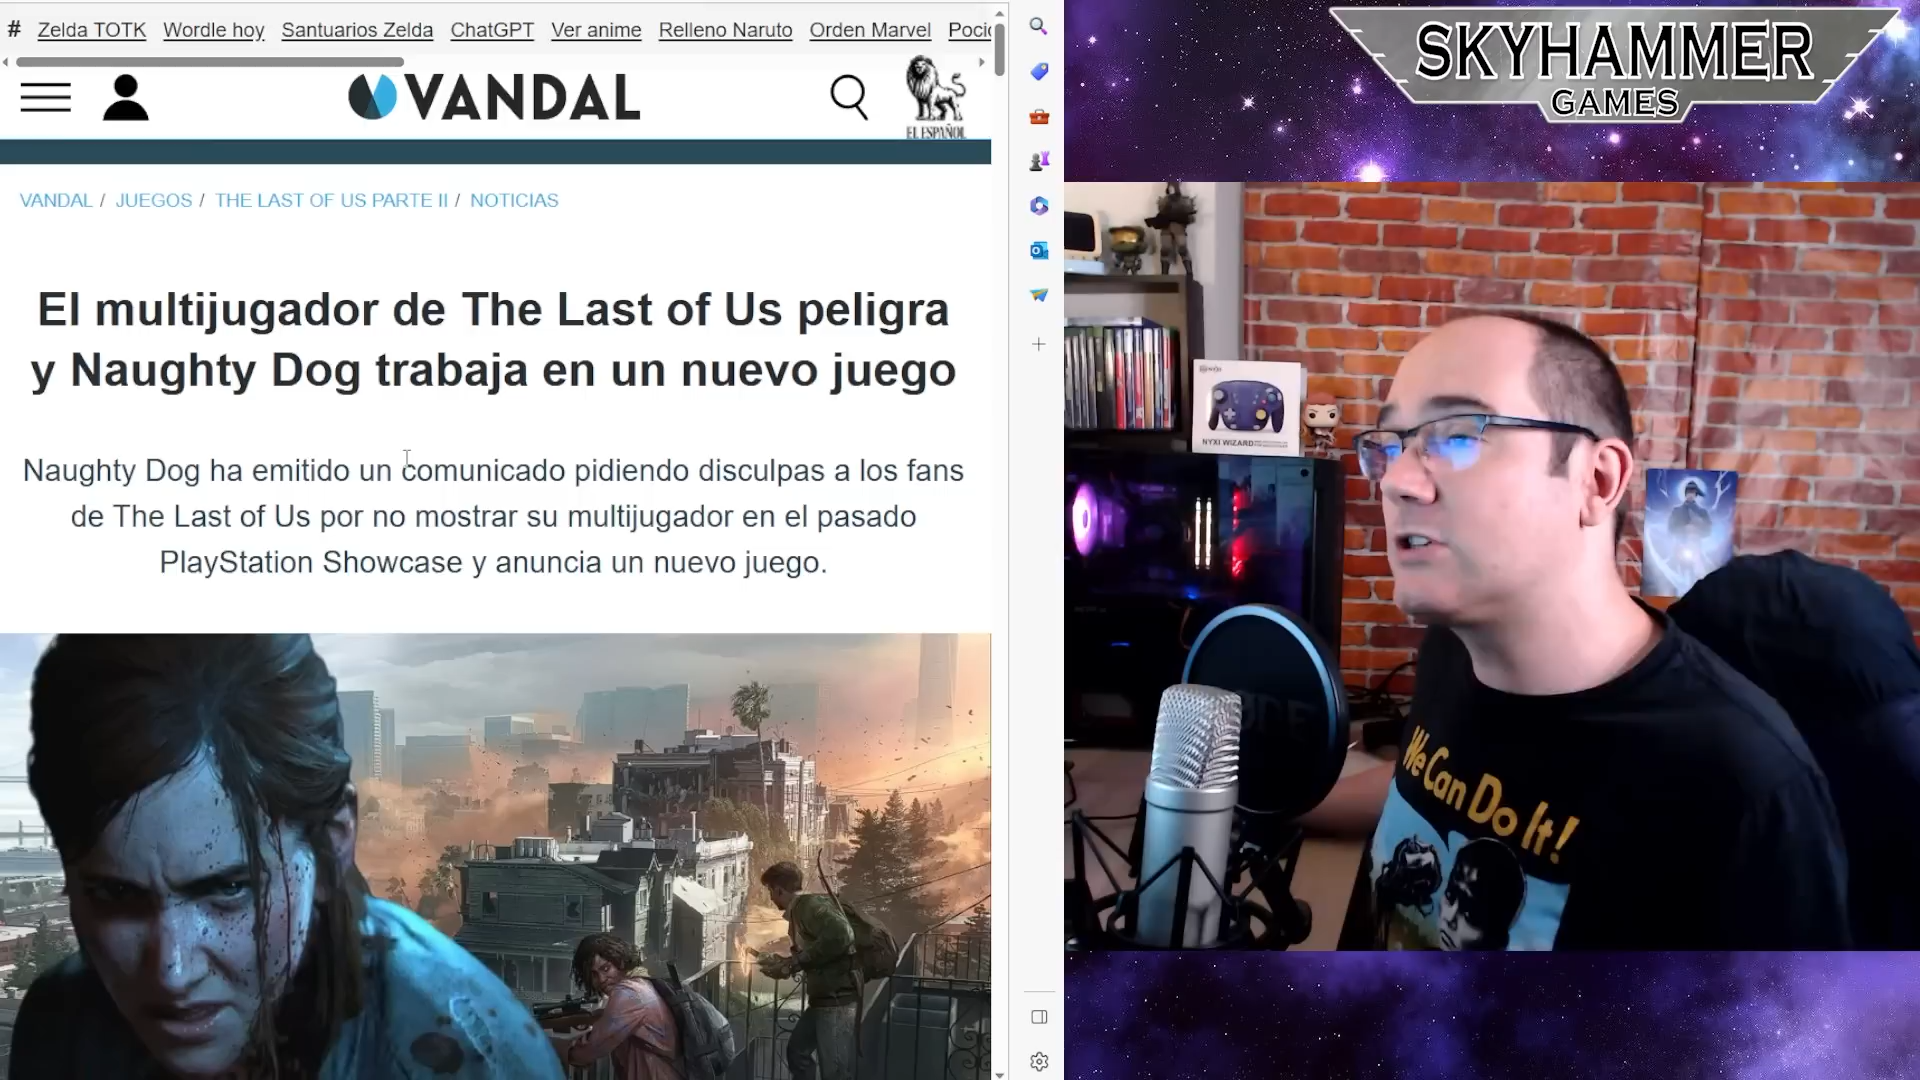 # Zelda TOTK Wordle hoy Santuarios Zelda ChatGPT Ver anime Relleno Naruto Orden Marvel Poci
VANDAL
EL ESPAÑOL
VANDAL / JUEGOS / THE LAST OF US PARTE II / NOTICIAS
El multijugador de The Last of Us peligra
y Naughty Dog trabaja en un nuevo juego
Naughty Dog ha emitido un comunicado pidiendo disculpas a los fans
de The Last of Us por no mostrar su multijugador en el pasado
PlayStation Showcase y anuncia un nuevo juego.
SKYHAMMER
GAMES
NYXI WIZARD
We Can Do It!